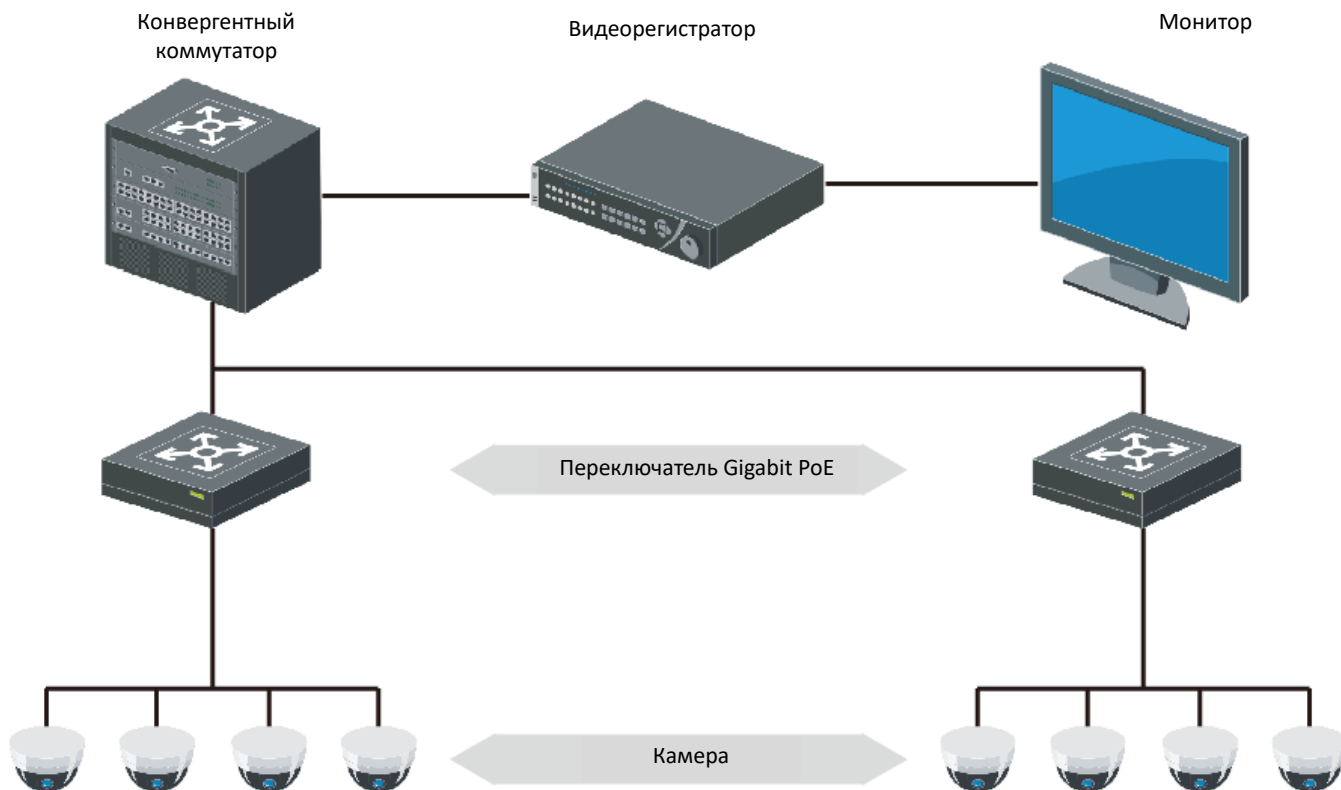 Конвергентный
коммутатор
Видеорегистратор
Монитор
Переключатель Gigabit PoE
Камера